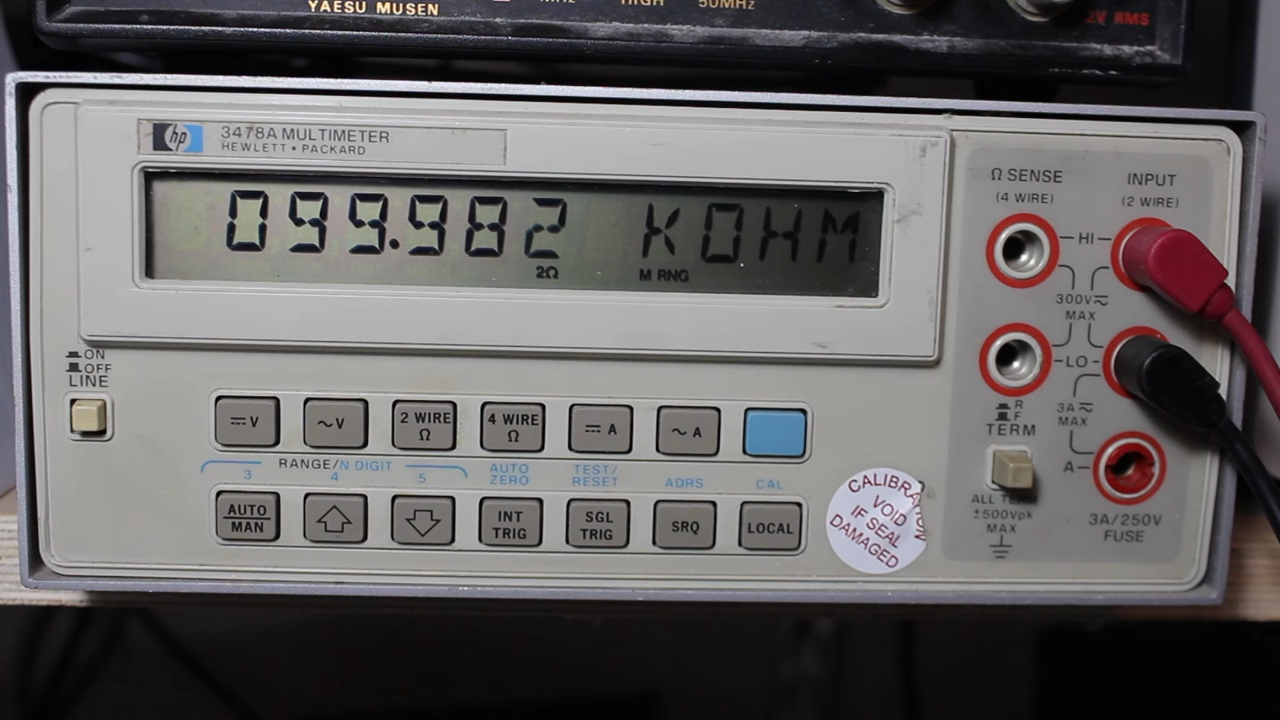 YAESU MUSEN
MHz
HIGH
50MHz
2V RMS
hp
3478A MULTIMETER
HEWLETT • PACKARD
099.982 KOHM
2Ω
M RNG
Ω SENSE
(4 WIRE)
INPUT
(2 WIRE)
HI
300V
MAX
LO
3A
MAX
R
F
TERM
A
ALL TERM
±500Vpk
MAX
3A/250V
FUSE
ON
OFF
LINE
V
~V
2 WIRE
Ω
4 WIRE
Ω
A
~A
RANGE/N DIGIT
3
4
5
AUTO
ZERO
TEST/
RESET
ADRS
CAL
AUTO
MAN
INT
TRIG
SGL
TRIG
SRQ
LOCAL
CALIBRATION
VOID
IF SEAL
DAMAGED